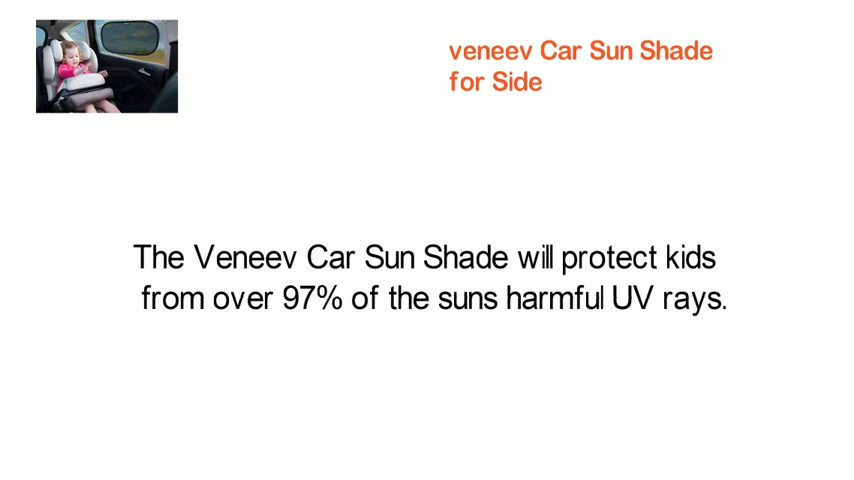 veneev Car Sun Shade
for Side
The Veneev Car Sun Shade will protect kids
from over 97% of the suns harmful UV rays.